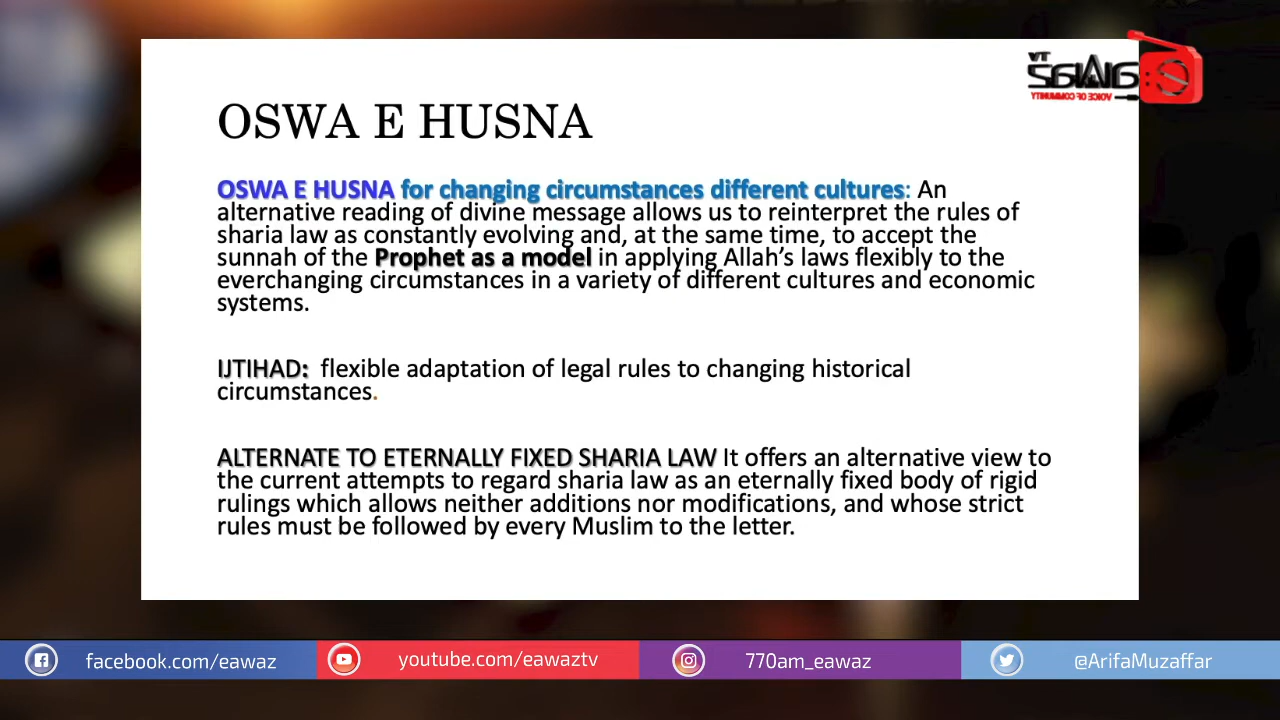 TV
eawaz
VOICE OF COMMUNITY
OSWA E HUSNA
OSWA E HUSNA for changing circumstances different cultures: An
alternative reading of divine message allows us to reinterpret the rules of
sharia law as constantly evolving and, at the same time, to accept the
sunnah of the Prophet as a model in applying Allah’s laws flexibly to the
everchanging circumstances in a variety of different cultures and economic
systems.
IJTIHAD: flexible adaptation of legal rules to changing historical
circumstances.
ALTERNATE TO ETERNALLY FIXED SHARIA LAW It offers an alternative view to
the current attempts to regard sharia law as an eternally fixed body of rigid
rulings which allows neither additions nor modifications, and whose strict
rules must be followed by every Muslim to the letter.
facebook.com/eawaz
youtube.com/eawaztv
770am_eawaz
@ArifaMuzaffar